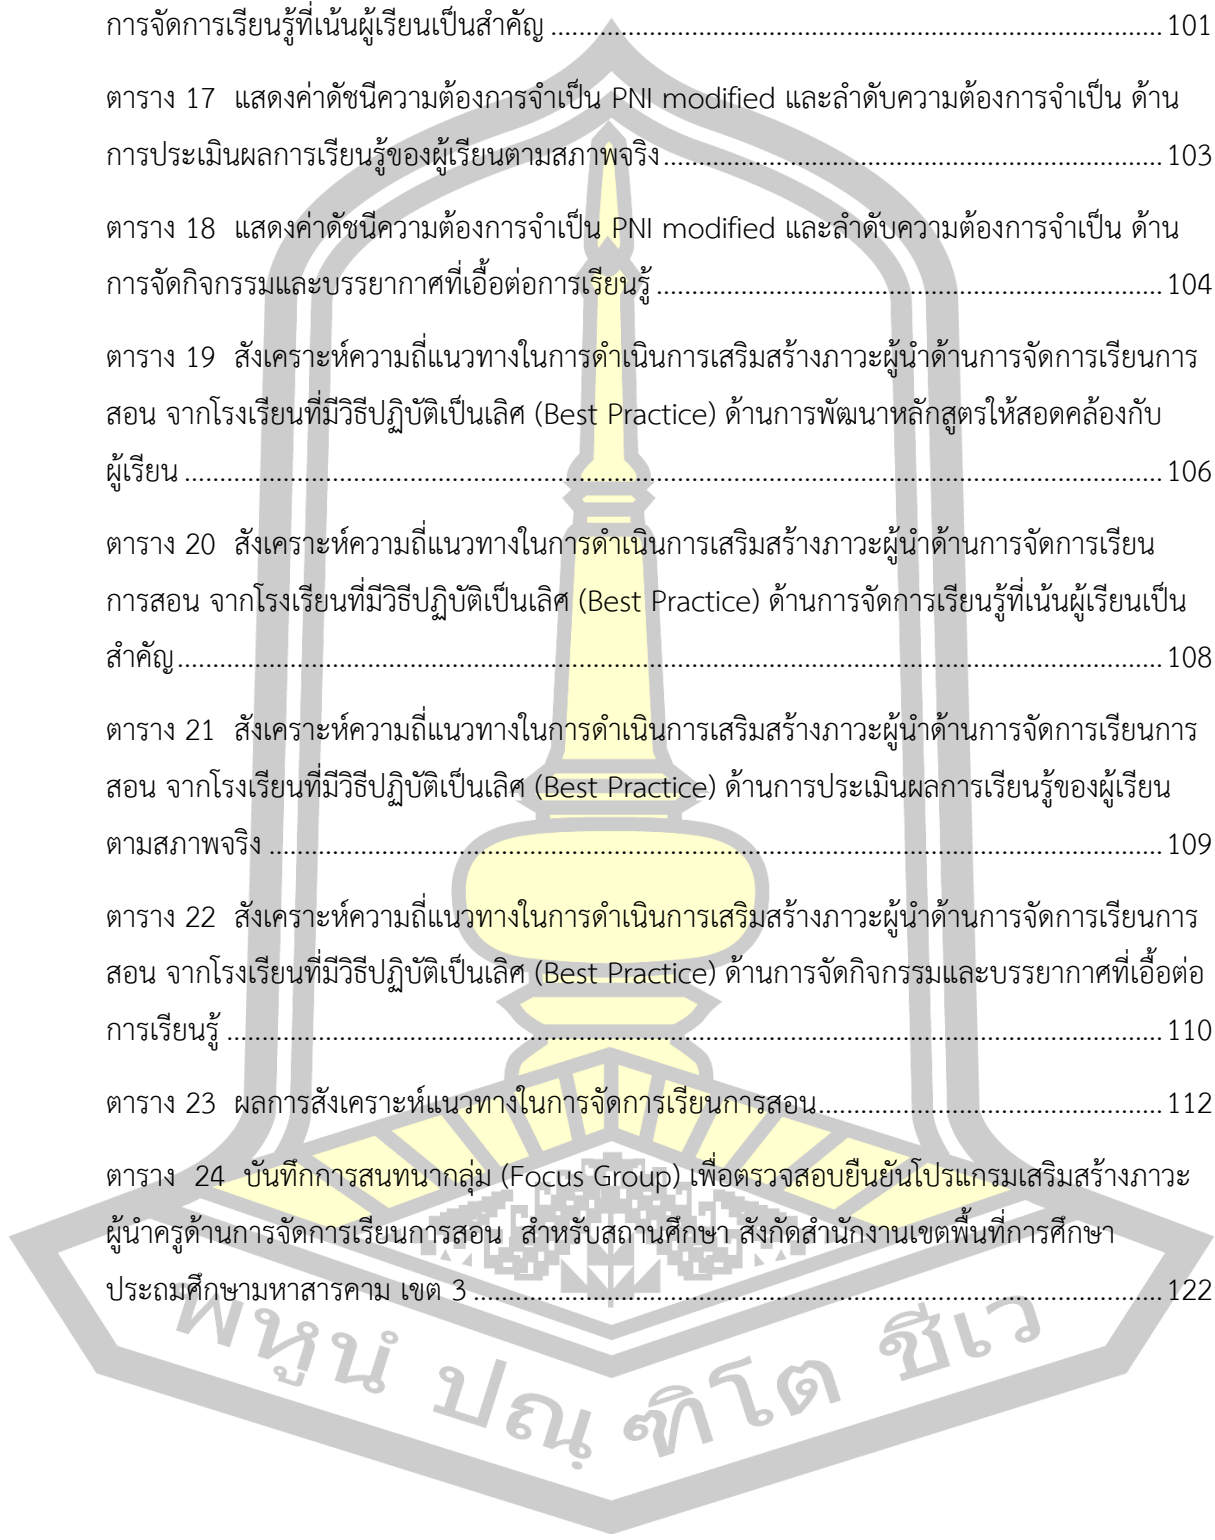 การจัดการเรียนรู้ที่เน้นผู้เรียนเป็นสำคัญ ........................................................................ 101
ตาราง 17 แสดงค่าดัชนีความต้องการจำเป็น PNI modified และลำดับความต้องการจำเป็น ด้าน
การประเมินผลการเรียนรู้ของผู้เรียนตามสภาพจริง ........................................................ 103
ตาราง 18 แสดงค่าดัชนีความต้องการจำเป็น PNI modified และลำดับความต้องการจำเป็น ด้าน
การจัดกิจกรรมและบรรยากาศที่เอื้อต่อการเรียนรู้ ........................................................ 104
ตาราง 19 สังเคราะห์ความถี่แนวทางในการดำเนินการเสริมสร้างภาวะผู้นำด้านการจัดการเรียนการ
สอน จากโรงเรียนที่มีวิธีปฏิบัติเป็นเลิศ (Best Practice) ด้านการพัฒนาหลักสูตรให้สอดคล้องกับ
ผู้เรียน ........................................................................................................ 106
ตาราง 20 สังเคราะห์ความถี่แนวทางในการดำเนินการเสริมสร้างภาวะผู้นำด้านการจัดการเรียน
การสอน จากโรงเรียนที่มีวิธีปฏิบัติเป็นเลิศ (Best Practice) ด้านการจัดการเรียนรู้ที่เน้นผู้เรียนเป็น
สำคัญ ......................................................................................................... 108
ตาราง 21 สังเคราะห์ความถี่แนวทางในการดำเนินการเสริมสร้างภาวะผู้นำด้านการจัดการเรียนการ
สอน จากโรงเรียนที่มีวิธีปฏิบัติเป็นเลิศ (Best Practice) ด้านการประเมินผลการเรียนรู้ของผู้เรียน
ตามสภาพจริง ................................................................................................ 109
ตาราง 22 สังเคราะห์ความถี่แนวทางในการดำเนินการเสริมสร้างภาวะผู้นำด้านการจัดการเรียนการ
สอน จากโรงเรียนที่มีวิธีปฏิบัติเป็นเลิศ (Best Practice) ด้านการจัดกิจกรรมและบรรยากาศที่เอื้อต่อ
การเรียนรู้ .................................................................................................... 110
ตาราง 23 ผลการสังเคราะห์แนวทางในการจัดการเรียนการสอน ........................................ 112
ตาราง 24 บันทึกการสนทนากลุ่ม (Focus Group) เพื่อตรวจสอบยืนยันโปรแกรมเสริมสร้างภาวะ
ผู้นำครูด้านการจัดการเรียนการสอน สำหรับสถานศึกษา สังกัดสำนักงานเขตพื้นที่การศึกษา
ประถมศึกษามหาสารคาม เขต 3 ............................................................................ 122
พหูนํ ปณฺฑิโต ชีเว